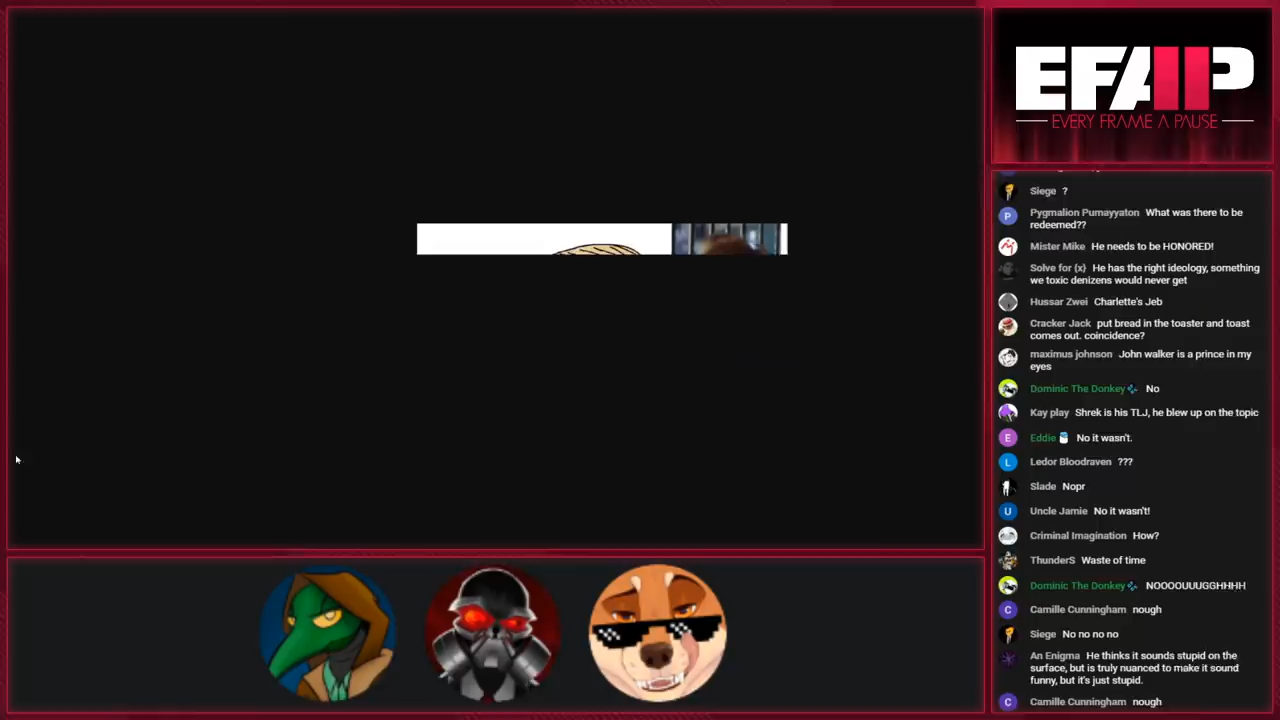 EFAP
EVERY FRAME A PAUSE
Siege ?
Pygmalion Pumayyaton What was there to be
redeemed??
Mister Mike He needs to be HONORED!
Solve for {x} He has the right ideology, something
we toxic denizens would never get
Hussar Zwei Charlette's Jeb
Cracker Jack put bread in the toaster and toast
comes out. coincidence?
maximus johnson John walker is a prince in my
eyes
Dominic The Donkey No
Kay play Shrek is his TLJ, he blew up on the topic
E Eddie No it wasn't.
L Ledor Bloodraven ???
Slade Nopr
U Uncle Jamie No it wasn't!
Criminal Imagination How?
ThunderS Waste of time
Dominic The Donkey NOOOOUUUGGHHHH
C Camille Cunningham nough
Siege No no no no
An Enigma He thinks it sounds stupid on the
surface, but is truly nuanced to make it sound
funny, but it's just stupid.
C Camille Cunningham nough